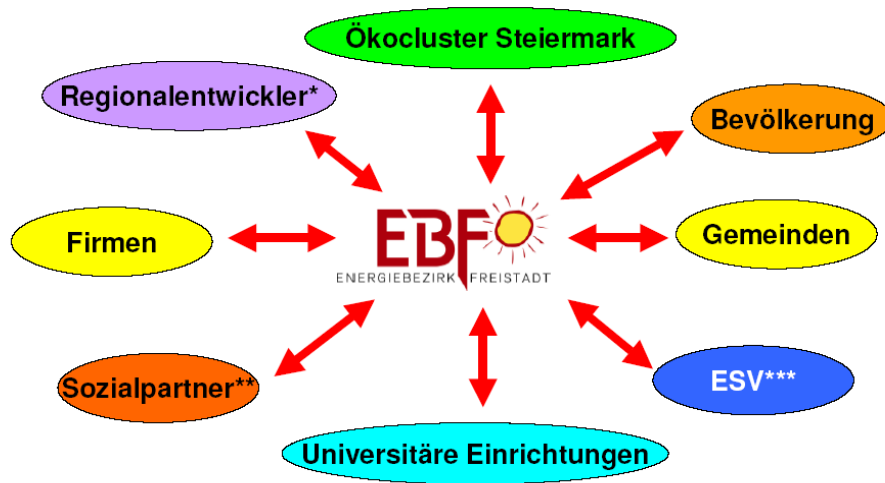 Ökocluster Steiermark
Regionalentwickler*
Bevölkerung
Firmen
EBF
ENERGIEBEZIRK FREISTADT
Gemeinden
Sozialpartner**
ESV***
Universitäre Einrichtungen